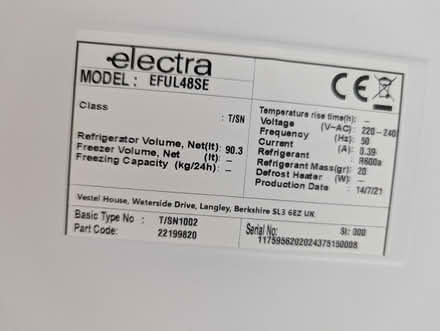 electra
MODEL : EFUL48SE
CE
Class : T/SN
Refrigerator Volume, Net(lt): 90.3
Freezer Volume, Net (lt): –
Freezing Capacity (kg/24h): –
Temperature rise time(h): –
Voltage (V~AC): 220-240
Frequency (Hz): 50
Current (A): 0.39
Refrigerant : R600a
Refrigerant Mass(gr): 20
Defrost Heater (W): –
Production Date : 14/7/21
Vestel House, Waterside Drive, Langley, Berkshire SL3 6EZ UK
Basic Type No : T/SN1002
Part Code: 22199820
Serial No: SI: 000
1175956202024375150008